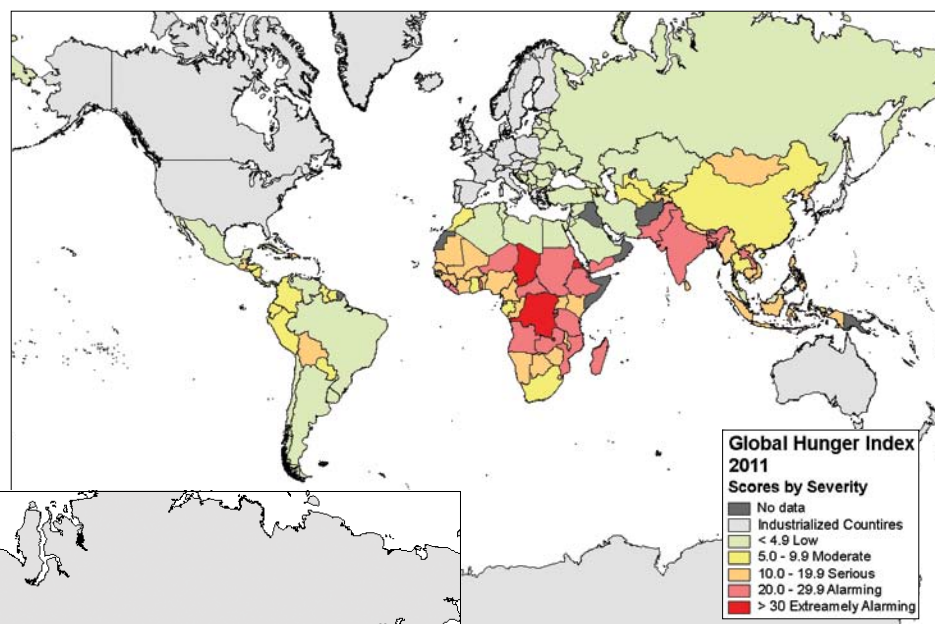 Global Hunger Index
2011
Scores by Severity
No data
Industrialized Countires
< 4.9 Low
5.0 - 9.9 Moderate
10.0 - 19.9 Serious
20.0 - 29.9 Alarming
> 30 Extreamely Alarming